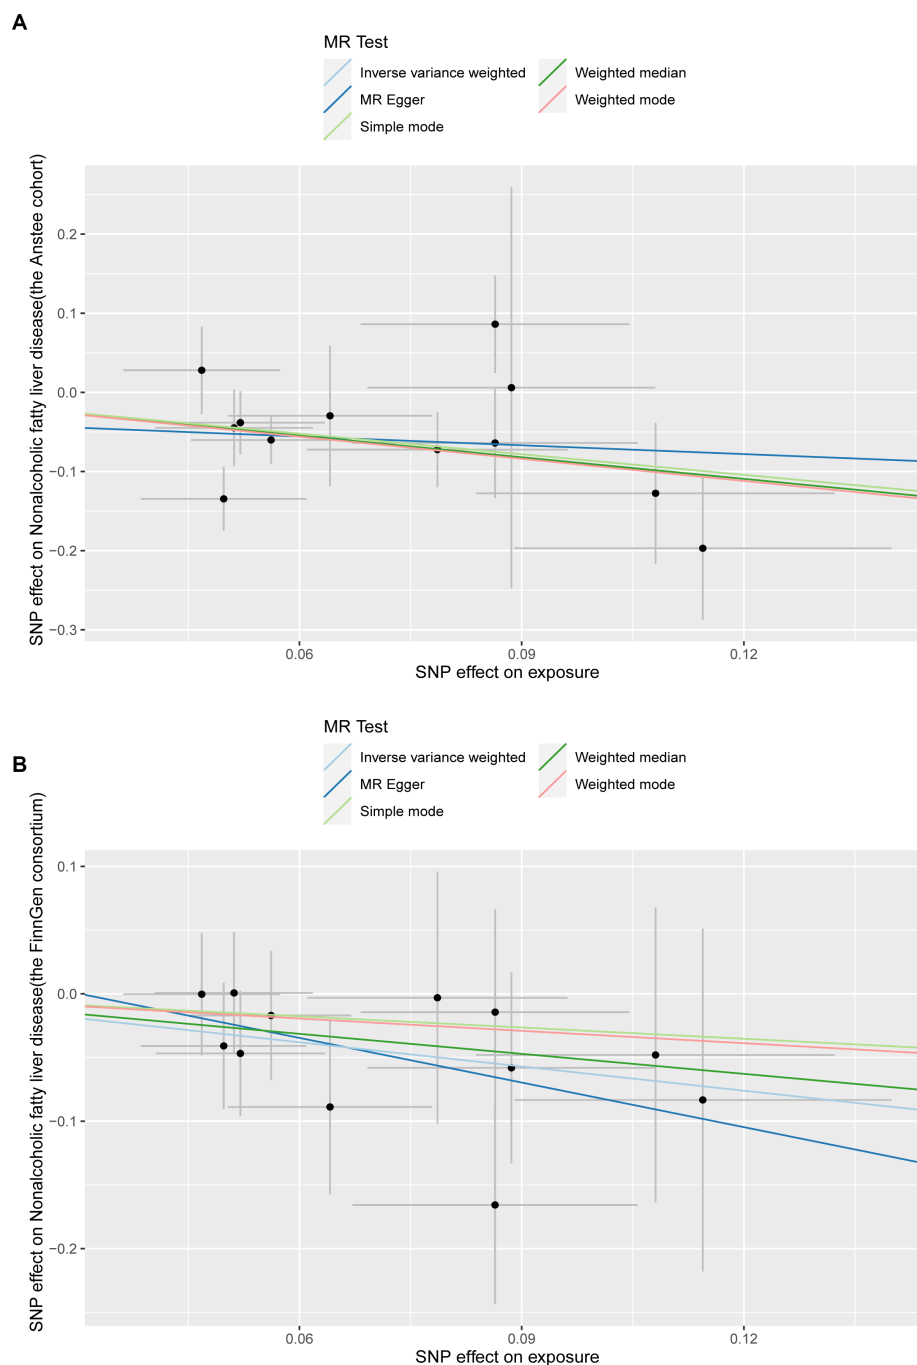 A
MR Test
Inverse variance weighted
Weighted median
MR Egger
Weighted mode
Simple mode
SNP effect on Nonalcoholic fatty liver disease(the Anstee cohort)
0.2
0.1
0.0
−0.1
−0.2
−0.3
0.06
0.09
0.12
SNP effect on exposure
B
MR Test
Inverse variance weighted
Weighted median
MR Egger
Weighted mode
Simple mode
SNP effect on Nonalcoholic fatty liver disease(the FinnGen consortium)
0.1
0.0
−0.1
−0.2
0.06
0.09
0.12
SNP effect on exposure